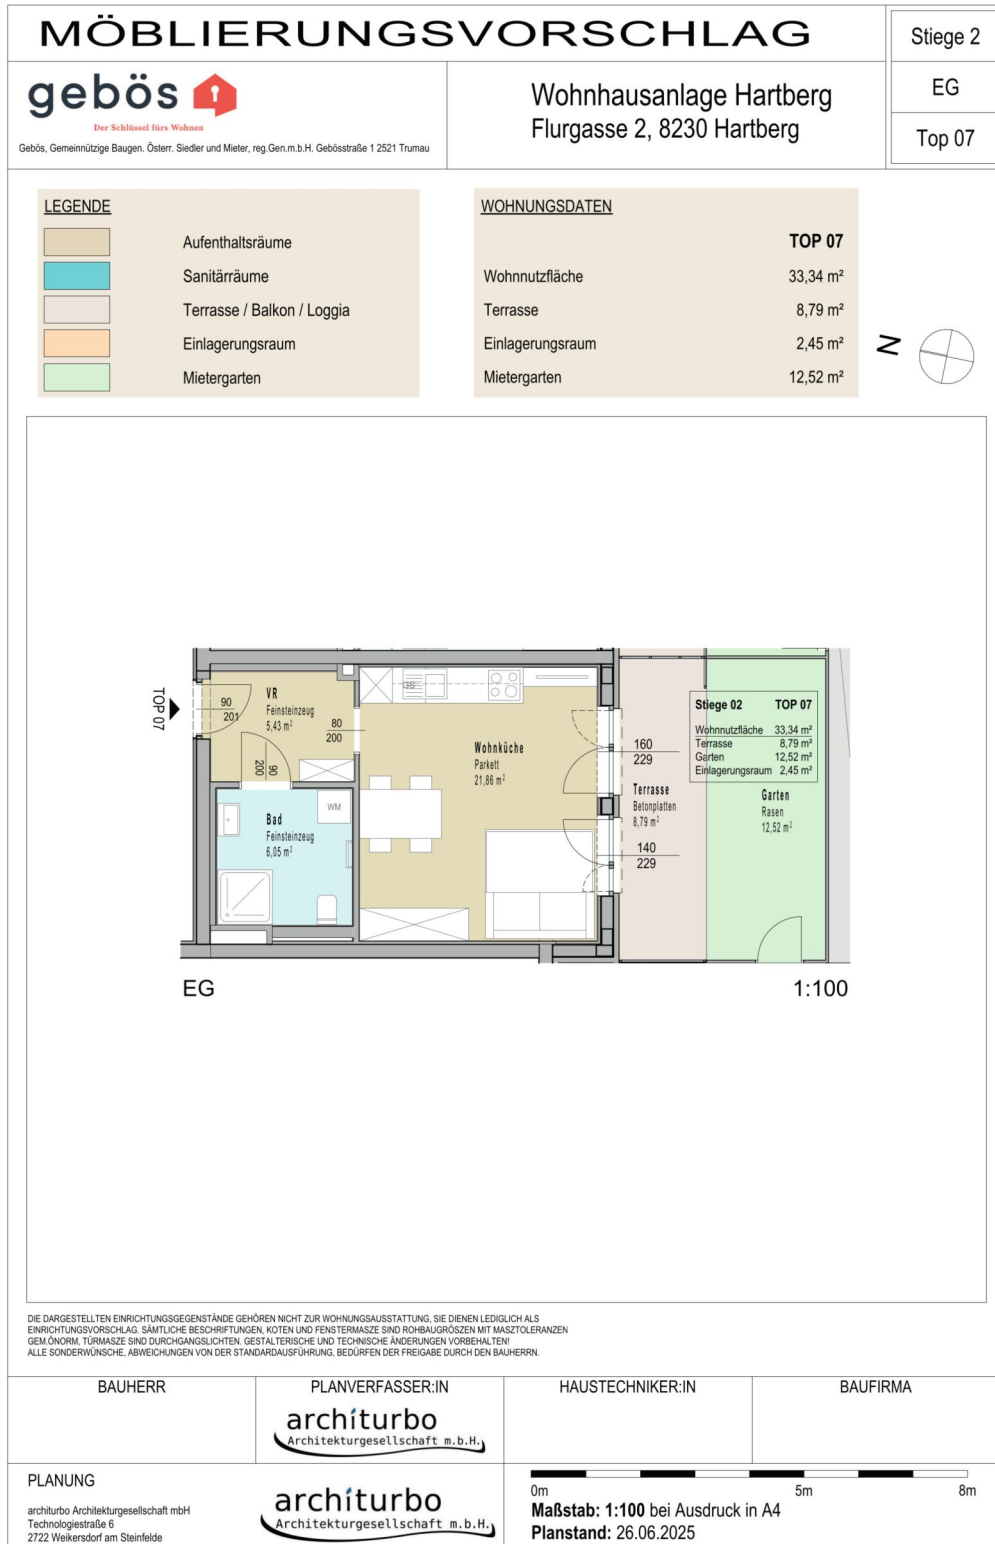 MÖBLIERUNGSVORSCHLAG
Stiege 2
EG
Top 07
gebös
Der Schlüssel fürs Wohnen
Gebös, Gemeinnützige Baugen. Österr. Siedler und Mieter, reg.Gen.m.b.H. Gebösstraße 1 2521 Trumau
Wohnhausanlage Hartberg
Flurgasse 2, 8230 Hartberg
LEGENDE
Aufenthaltsräume
Sanitärräume
Terrasse / Balkon / Loggia
Einlagerungsraum
Mietergarten
WOHNUNGSDATEN
TOP 07
Wohnnutzfläche 33,34 m²
Terrasse 8,79 m²
Einlagerungsraum 2,45 m²
Mietergarten 12,52 m²
N
TOP 07
90
201
VR
Feinsteinzeug
5,43 m²
80
200
90
200
Bad
Feinsteinzeug
6,05 m²
WM
GS
Wohnküche
Parkett
21,86 m²
160
229
140
229
Terrasse
Betonplatten
8,79 m²
Stiege 02 TOP 07
Wohnnutzfläche 33,34 m²
Terrasse 8,79 m²
Garten 12,52 m²
Einlagerungsraum 2,45 m²
Garten
Rasen
12,52 m²
EG
1:100
DIE DARGESTELLTEN EINRICHTUNGSGEGENSTÄNDE GEHÖREN NICHT ZUR WOHNUNGSAUSSTATTUNG, SIE DIENEN LEDIGLICH ALS
EINRICHTUNGSVORSCHLAG. SÄMTLICHE BESCHRIFTUNGEN, KOTEN UND FENSTERMASZE SIND ROHBAUGRÖSZEN MIT MASZTOLERANZEN
GEM.ÖNORM, TÜRMASZE SIND DURCHGANGSLICHTEN. GESTALTERISCHE UND TECHNISCHE ÄNDERUNGEN VORBEHALTEN!
ALLE SONDERWÜNSCHE, ABWEICHUNGEN VON DER STANDARDAUSFÜHRUNG, BEDÜRFEN DER FREIGABE DURCH DEN BAUHERRN.
BAUHERR
PLANVERFASSER:IN
HAUSTECHNIKER:IN
BAUFIRMA
architurbo
Architekturgesellschaft m.b.H.
PLANUNG
architurbo Architekturgesellschaft mbH
Technologiestraße 6
2722 Weikersdorf am Steinfelde
architurbo
Architekturgesellschaft m.b.H.
0m 5m 8m
Maßstab: 1:100 bei Ausdruck in A4
Planstand: 26.06.2025